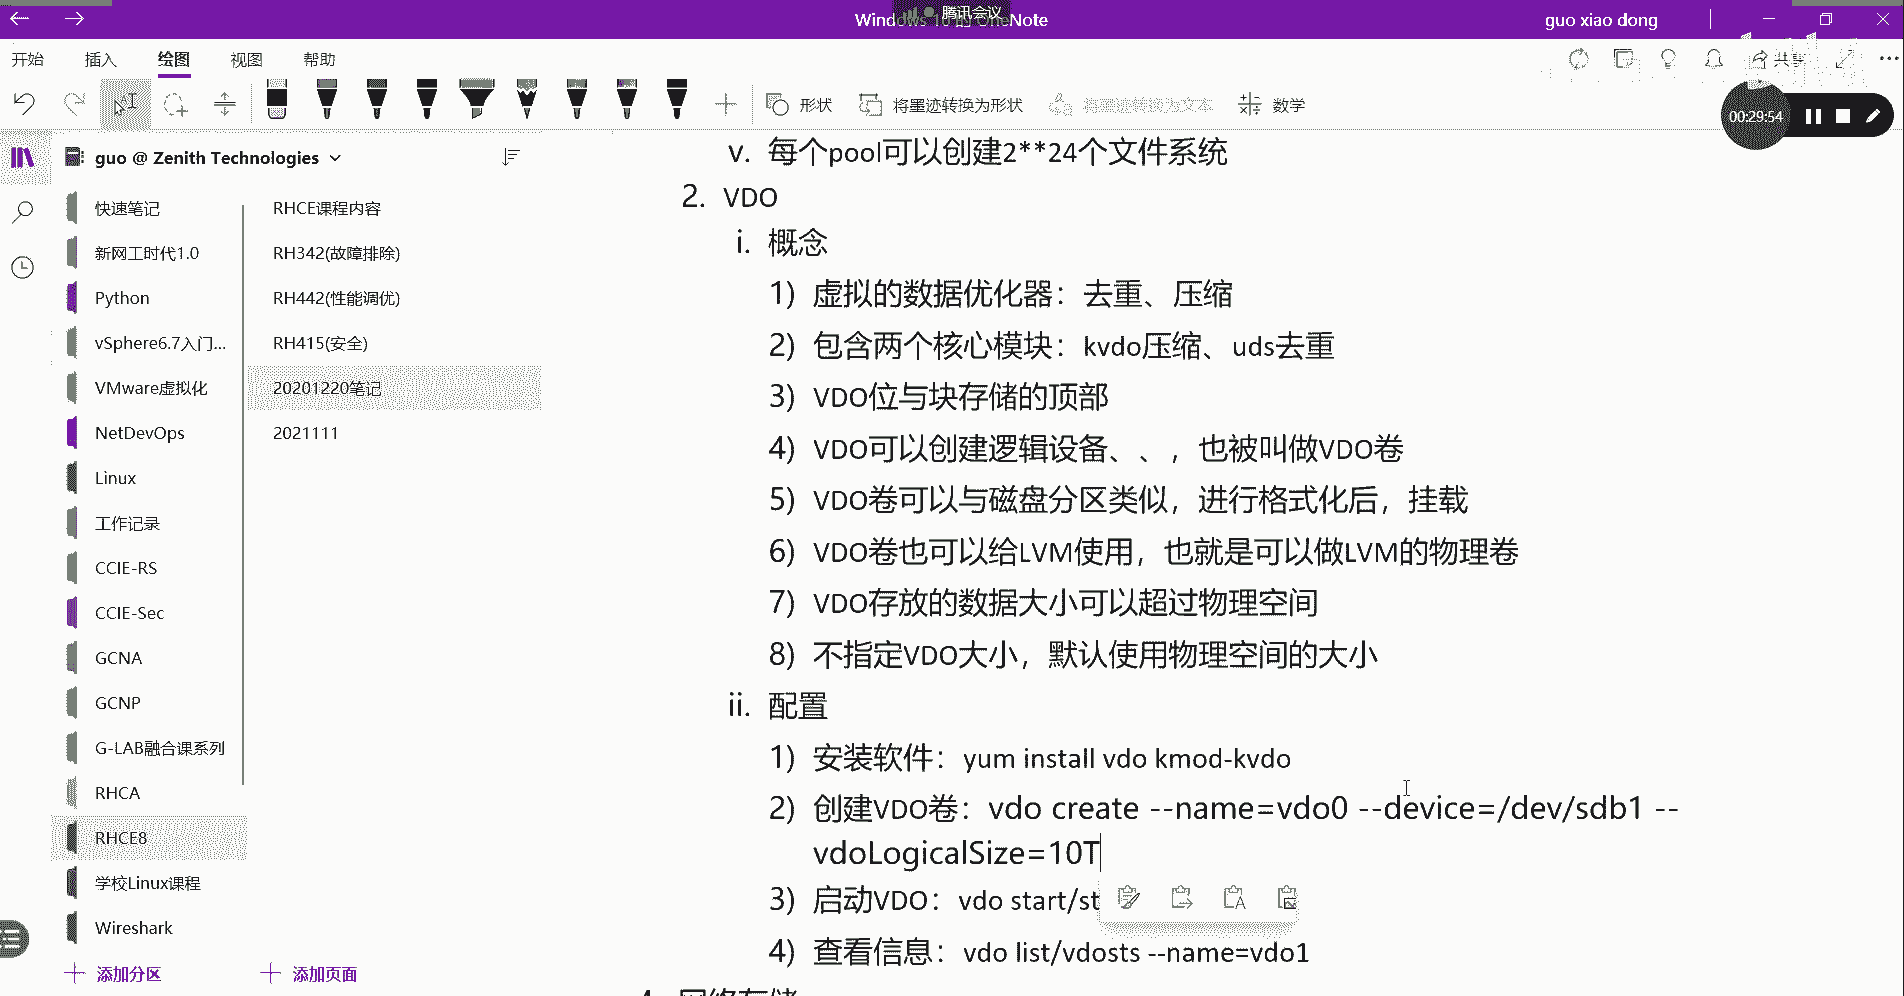 Windows 10 的 OneNote
腾讯会议
guo xiao dong
开始 插入 绘图 视图 帮助
共享
形状 将墨迹转换为形状 将墨迹转换为文本 数学
00:29:54
guo @ Zenith Technologies
快速笔记
新网工时代1.0
Python
vSphere6.7入门...
VMware虚拟化
NetDevOps
Linux
工作记录
CCIE-RS
CCIE-Sec
GCNA
GCNP
G-LAB融合课系列
RHCA
RHCE8
学校Linux课程
Wireshark
添加分区
RHCE课程内容
RH342(故障排除)
RH442(性能调优)
RH415(安全)
20201220笔记
2021111
添加页面
v. 每个pool可以创建2**24个文件系统
2. VDO
i. 概念
1) 虚拟的数据优化器：去重、压缩
2) 包含两个核心模块：kvdo压缩、uds去重
3) VDO位与块存储的顶部
4) VDO可以创建逻辑设备、、，也被叫做VDO卷
5) VDO卷可以与磁盘分区类似，进行格式化后，挂载
6) VDO卷也可以给LVM使用，也就是可以做LVM的物理卷
7) VDO存放的数据大小可以超过物理空间
8) 不指定VDO大小，默认使用物理空间的大小
ii. 配置
1) 安装软件：yum install vdo kmod-kvdo
2) 创建VDO卷：vdo create --name=vdo0 --device=/dev/sdb1 --
vdoLogicalSize=10T
3) 启动VDO：vdo start/st
4) 查看信息：vdo list/vdosts --name=vdo1